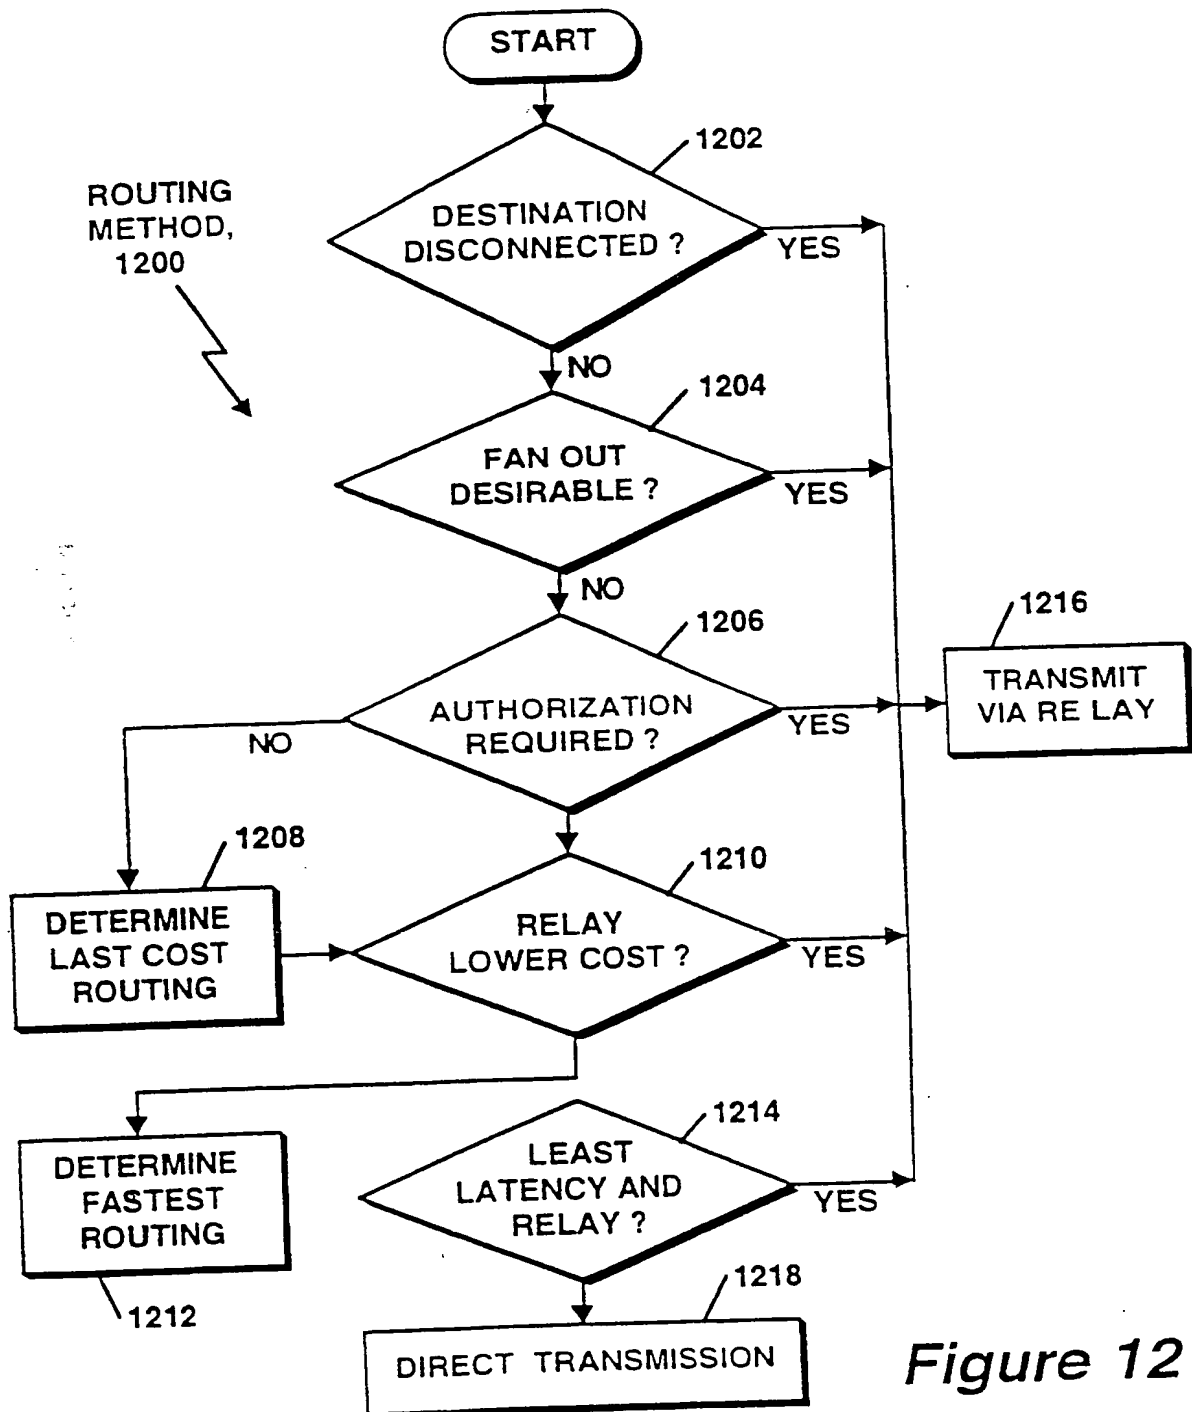 START
1202
ROUTING
METHOD,
1200
DESTINATION
DISCONNECTED ?
YES
NO
1204
FAN OUT
DESIRABLE ?
YES
NO
1206
AUTHORIZATION
REQUIRED ?
YES
NO
1216
TRANSMIT
VIA RE LAY
1208
DETERMINE
LAST COST
ROUTING
1210
RELAY
LOWER COST ?
YES
1214
LEAST
LATENCY AND
RELAY ?
YES
DETERMINE
FASTEST
ROUTING
1212
1218
DIRECT TRANSMISSION
Figure 12